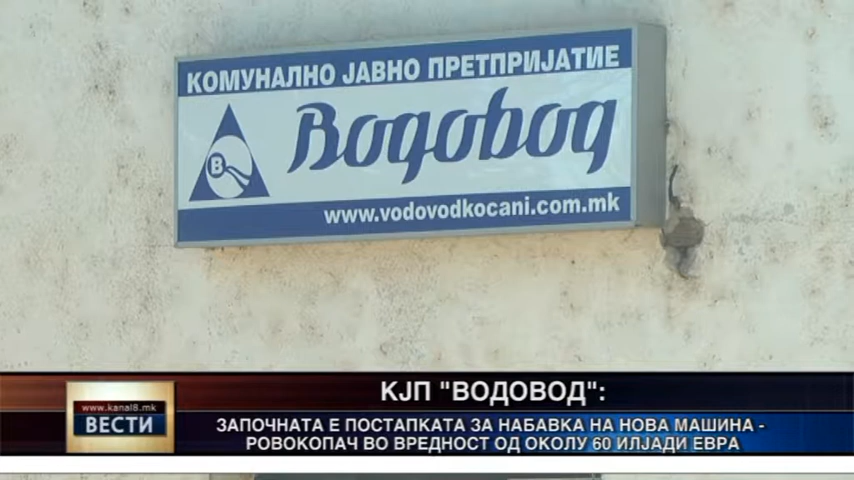 КОМУНАЛНО ЈАВНО ПРЕТПРИЈАТИЕ
В
Водовод
www.vodovodkocani.com.mk
КЈП "ВОДОВОД":
www.kanal8.mk
ВЕСТИ
ЗАПОЧНАТА Е ПОСТАПКАТА ЗА НАБАВКА НА НОВА МАШИНА -
РОВОКОПАЧ ВО ВРЕДНОСТ ОД ОКОЛУ 60 ИЛЈАДИ ЕВРА